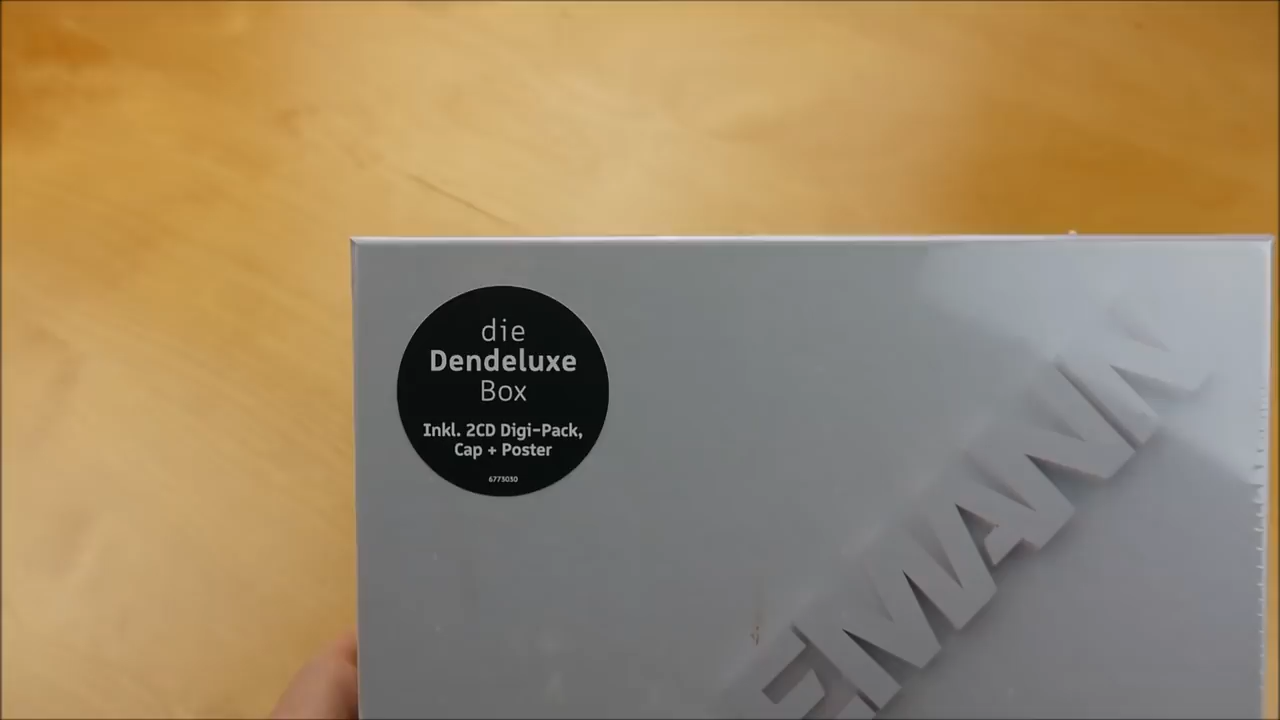 die
Dendeluxe
Box
Inkl. 2CD Digi-Pack,
Cap + Poster
6773030